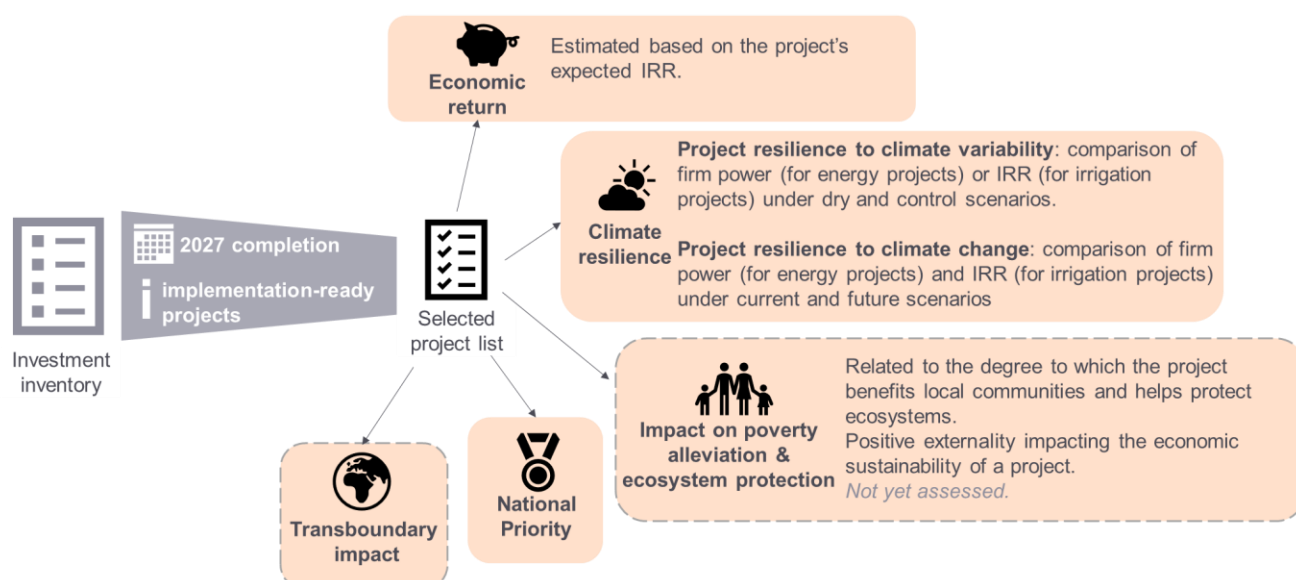 Economic
return
Estimated based on the project's
expected IRR.
Project resilience to climate variability: comparison of
firm power (for energy projects) or IRR (for irrigation
projects) under dry and control scenarios.
Climate
resilience
Project resilience to climate change: comparison of firm
power (for energy projects) and IRR (for irrigation projects)
under current and future scenarios
2027 completion
implementation-ready
projects
Investment
inventory
Selected
project list
Impact on poverty
alleviation &
ecosystem protection
Related to the degree to which the project
benefits local communities and helps protect
ecosystems.
Positive externality impacting the economic
sustainability of a project.
Not yet assessed.
Transboundary
impact
National
Priority